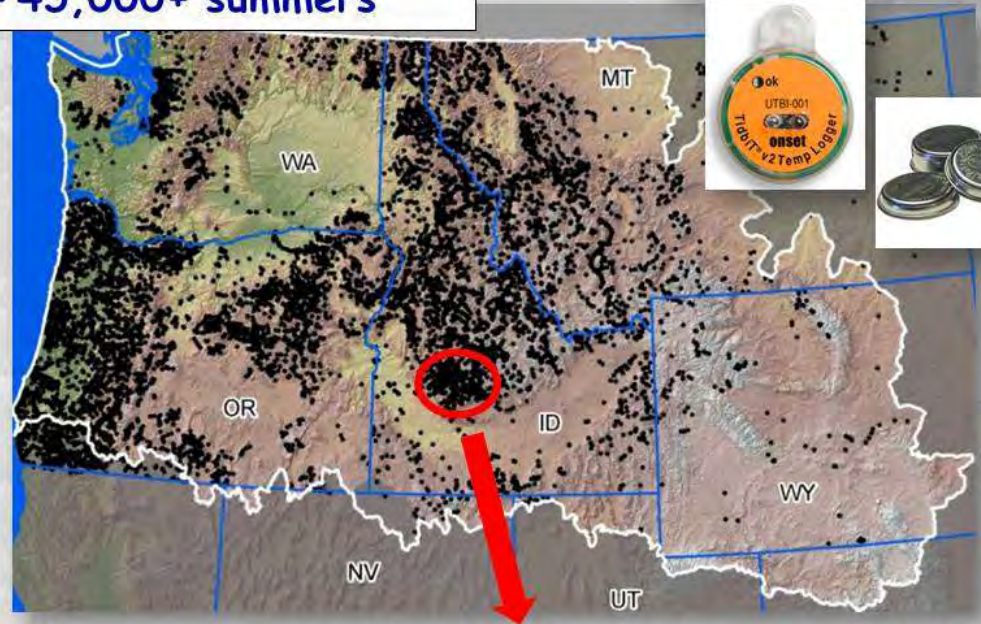 45,000+ summers
MT
WA
OR
ID
WY
NV
UT
ok
UTBI-001
onset
TidbiT® v2 Temp Logger